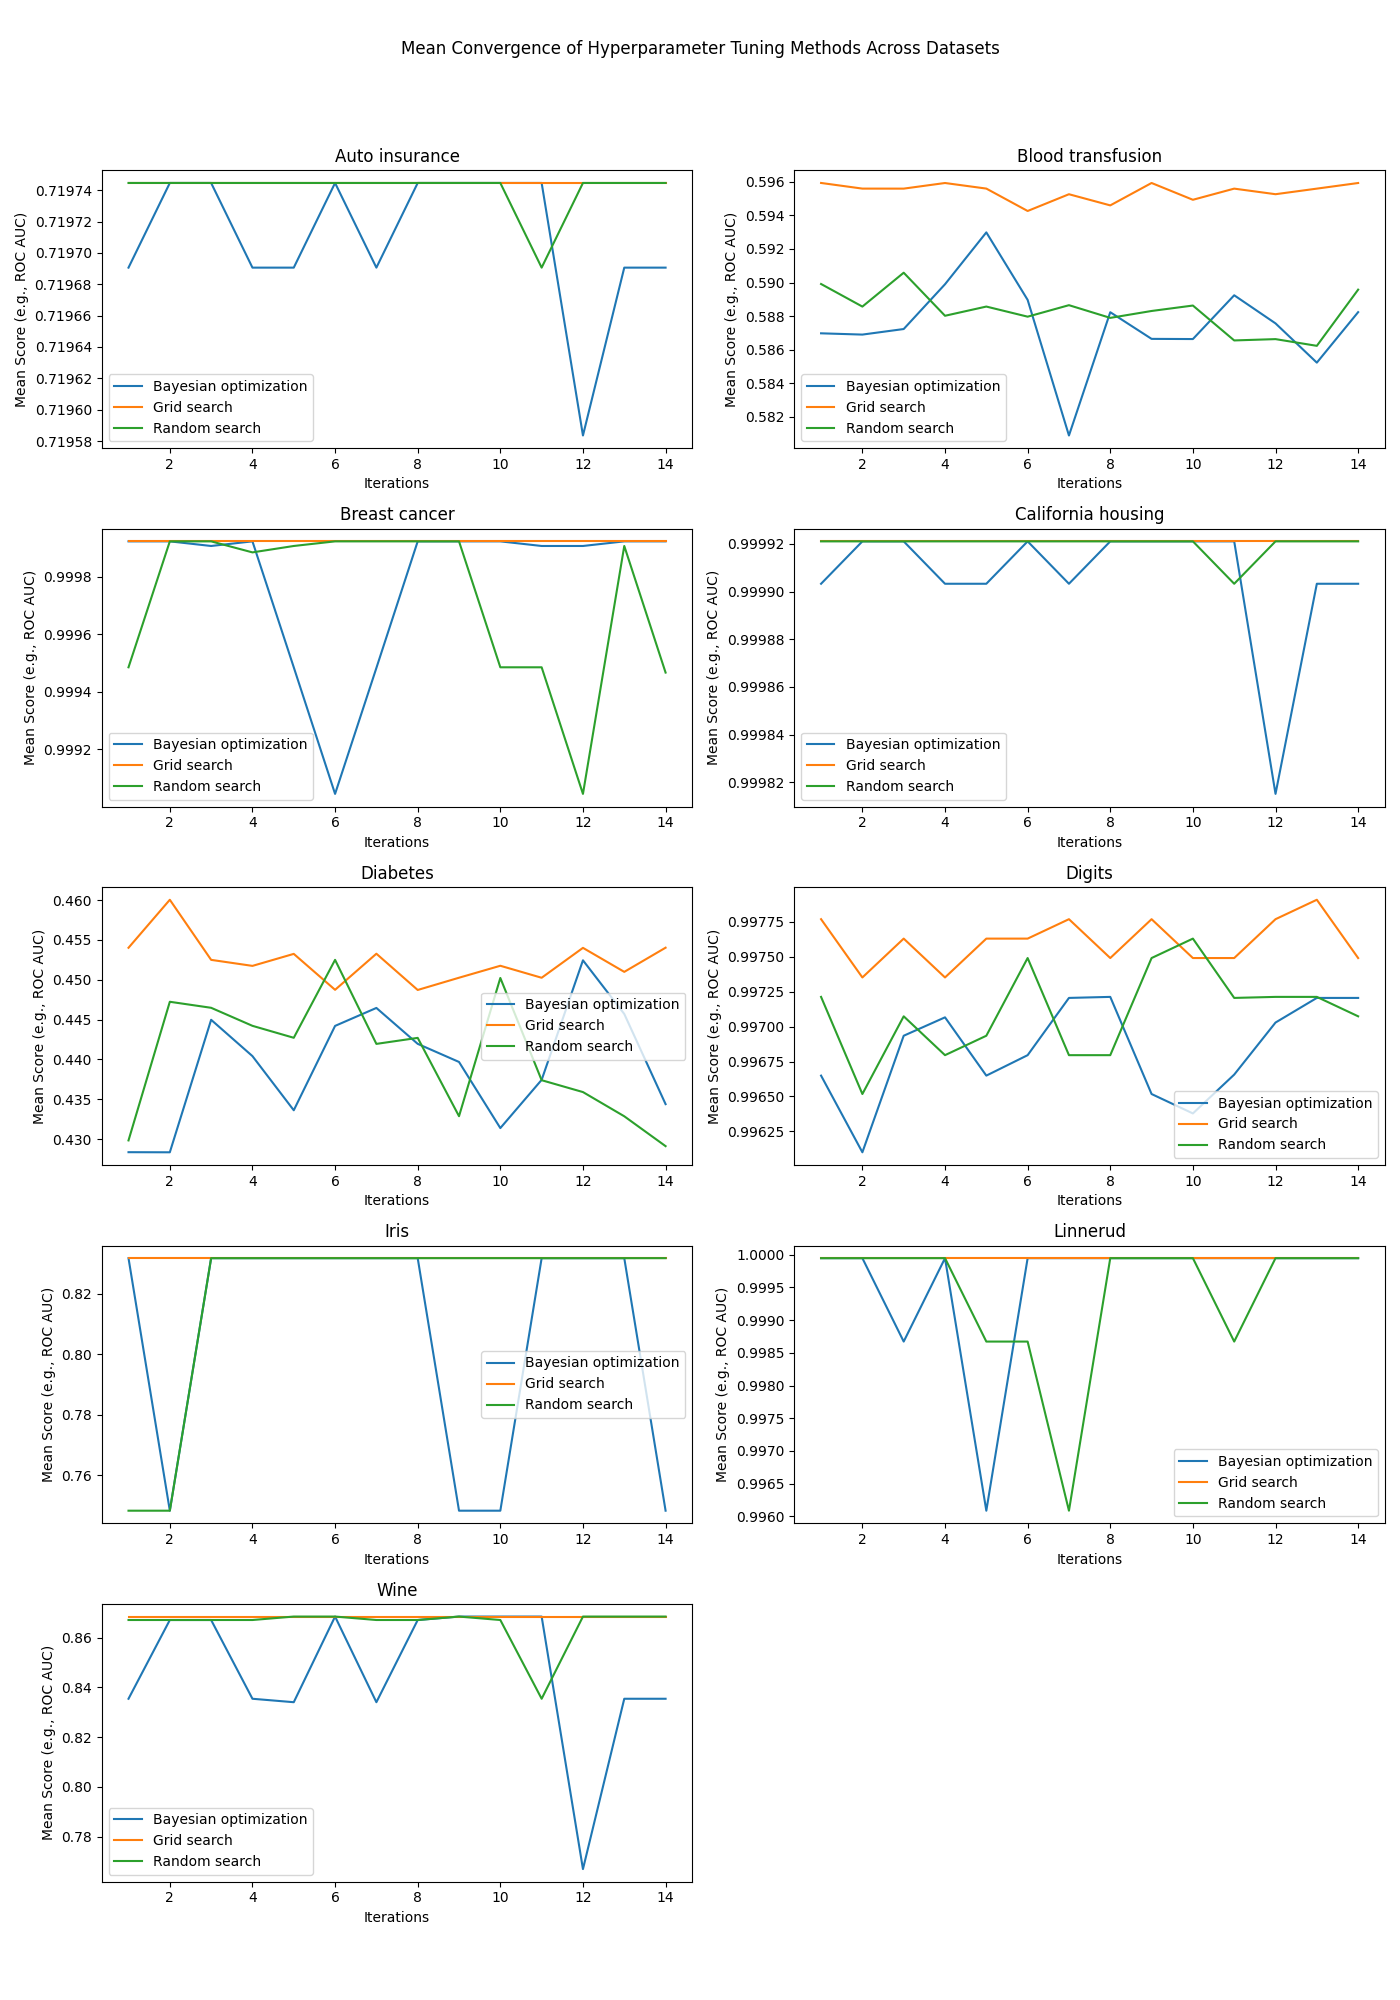 Mean Convergence of Hyperparameter Tuning Methods Across Datasets
Auto insurance
Mean Score (e.g., ROC AUC)
0.71974
0.71972
0.71970
0.71968
0.71966
0.71964
0.71962
0.71960
0.71958
Bayesian optimization
Grid search
Random search
2 4 6 8 10 12 14
Iterations
Blood transfusion
Mean Score (e.g., ROC AUC)
0.596
0.594
0.592
0.590
0.588
0.586
0.584
0.582
Bayesian optimization
Grid search
Random search
2 4 6 8 10 12 14
Iterations
Breast cancer
Mean Score (e.g., ROC AUC)
0.9998
0.9996
0.9994
0.9992
Bayesian optimization
Grid search
Random search
2 4 6 8 10 12 14
Iterations
California housing
Mean Score (e.g., ROC AUC)
0.99992
0.99990
0.99988
0.99986
0.99984
0.99982
Bayesian optimization
Grid search
Random search
2 4 6 8 10 12 14
Iterations
Diabetes
Mean Score (e.g., ROC AUC)
0.460
0.455
0.450
0.445
0.440
0.435
0.430
Bayesian optimization
Grid search
Random search
2 4 6 8 10 12 14
Iterations
Digits
Mean Score (e.g., ROC AUC)
0.99775
0.99750
0.99725
0.99700
0.99675
0.99650
0.99625
Bayesian optimization
Grid search
Random search
2 4 6 8 10 12 14
Iterations
Iris
Mean Score (e.g., ROC AUC)
0.82
0.80
0.78
0.76
Bayesian optimization
Grid search
Random search
2 4 6 8 10 12 14
Iterations
Linnerud
Mean Score (e.g., ROC AUC)
1.0000
0.9995
0.9990
0.9985
0.9980
0.9975
0.9970
0.9965
0.9960
Bayesian optimization
Grid search
Random search
2 4 6 8 10 12 14
Iterations
Wine
Mean Score (e.g., ROC AUC)
0.86
0.84
0.82
0.80
0.78
Bayesian optimization
Grid search
Random search
2 4 6 8 10 12 14
Iterations